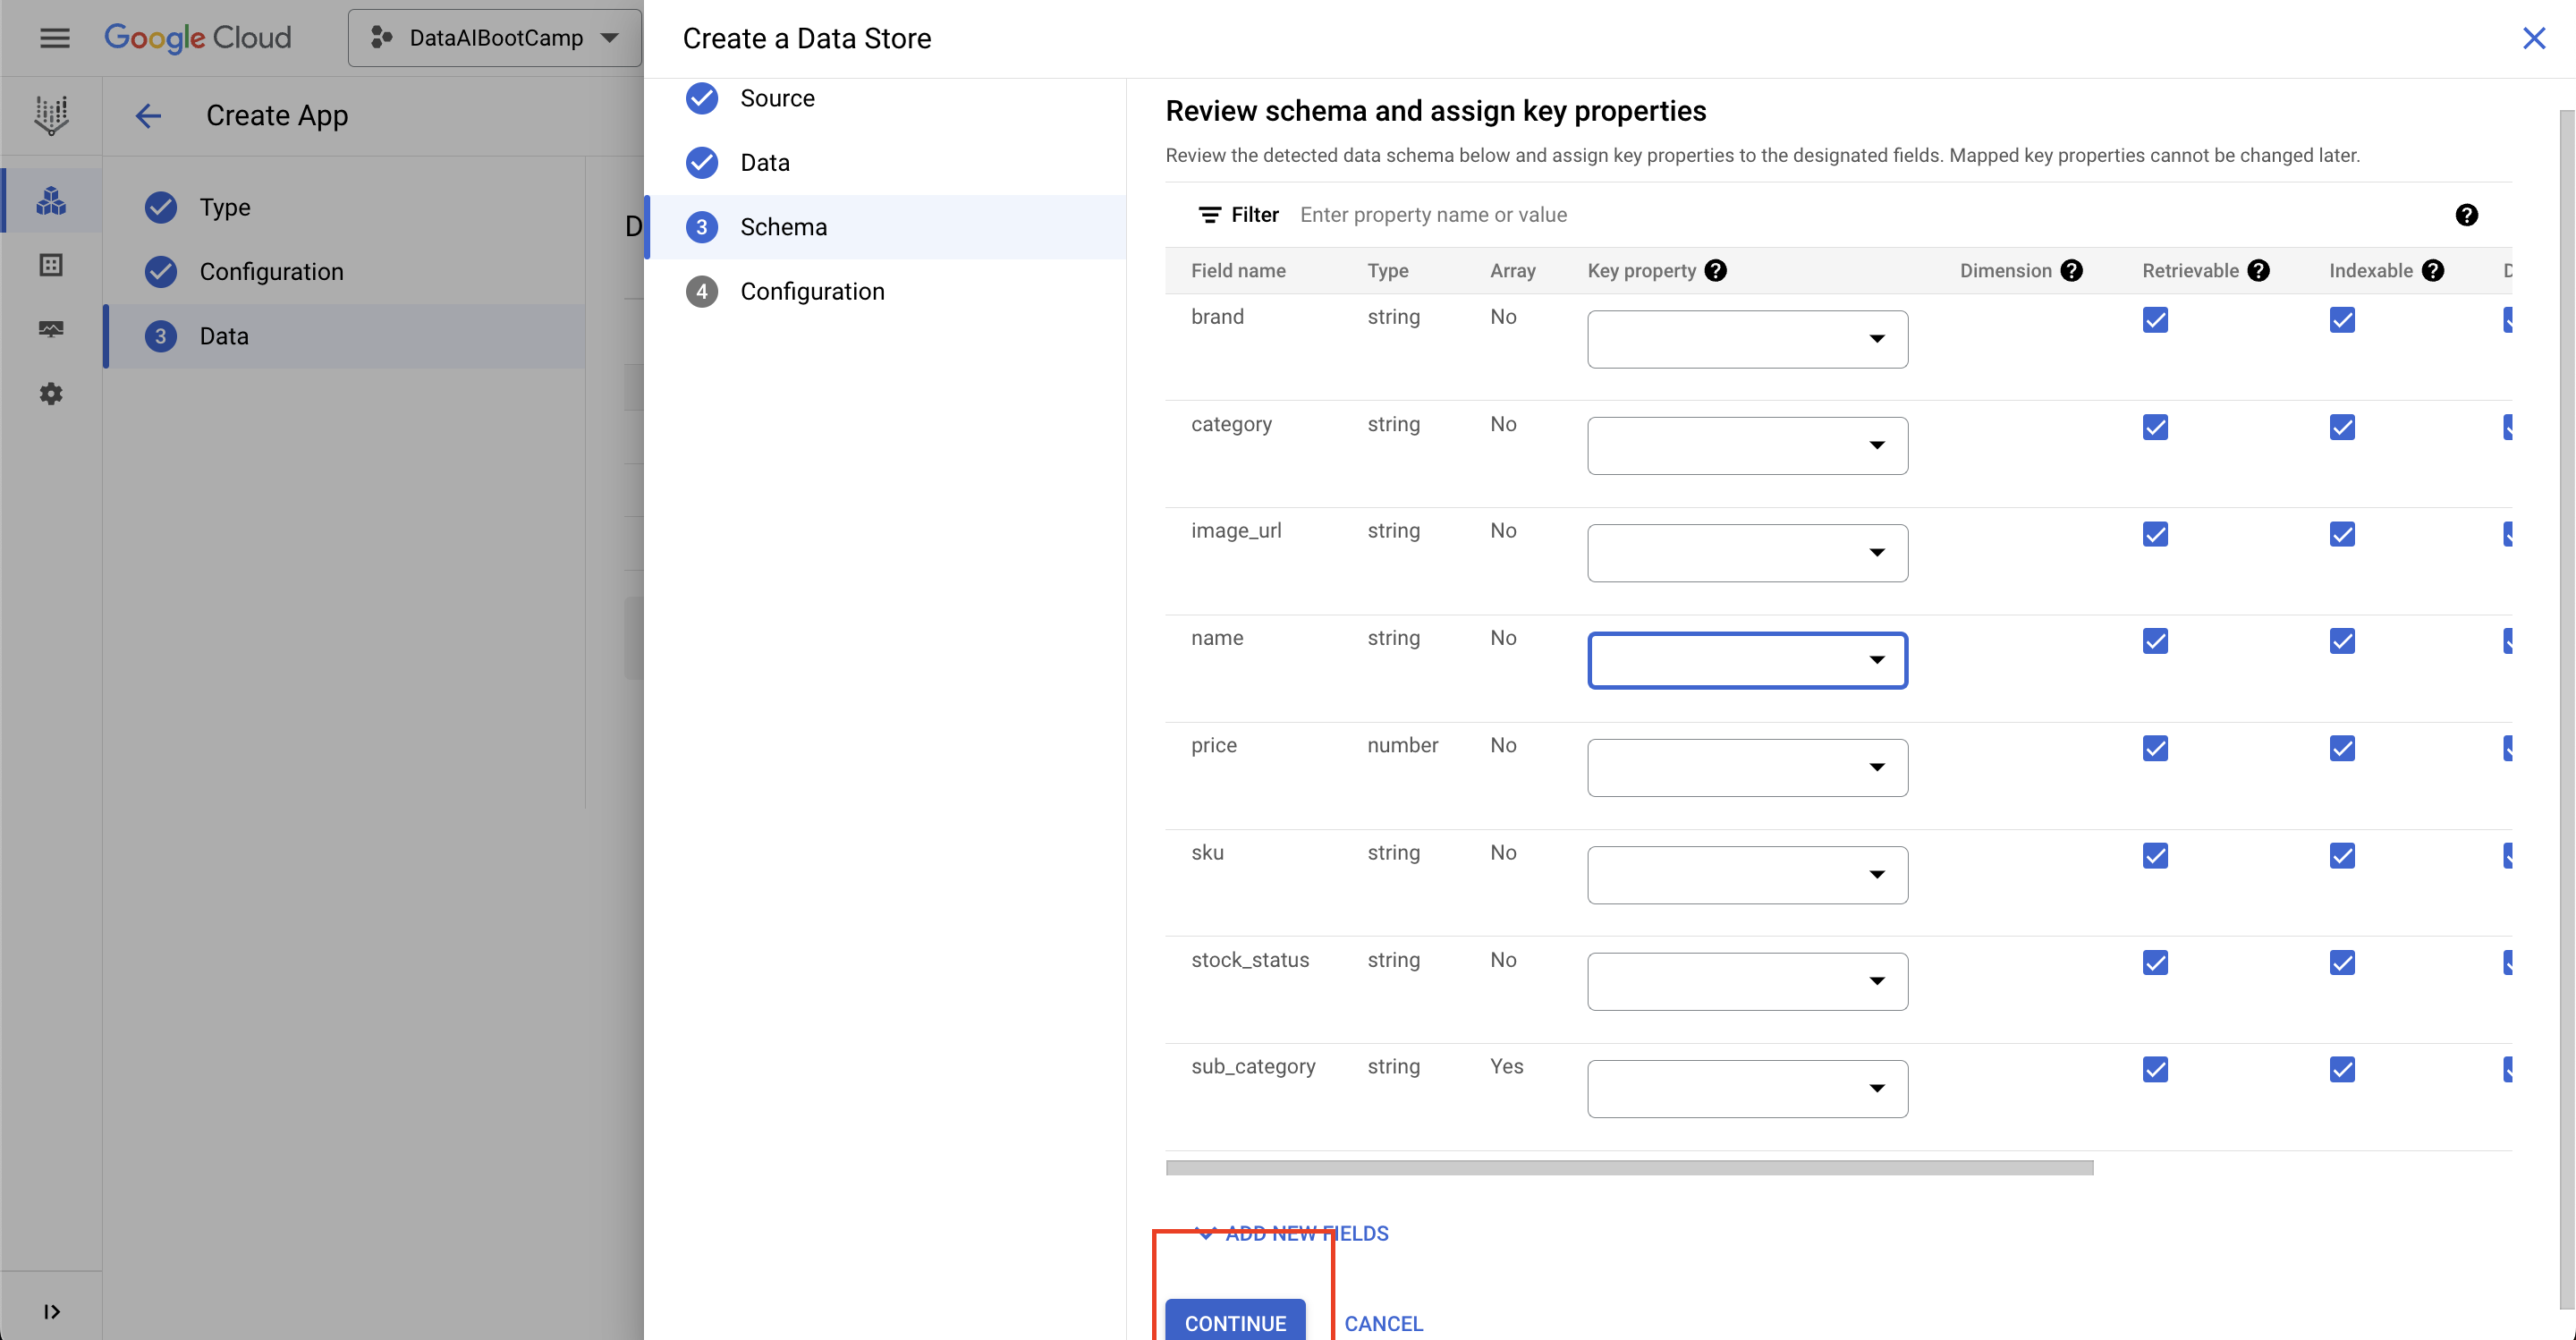 Google Cloud
DataAIBootCamp
Create App
Type
Configuration
3 Data
D
Create a Data Store
Source
Data
3 Schema
4 Configuration
Review schema and assign key properties
Review the detected data schema below and assign key properties to the designated fields. Mapped key properties cannot be changed later.
Filter Enter property name or value
Field name Type Array Key property Dimension Retrievable Indexable D
brand string No
category string No
image_url string No
name string No
price number No
sku string No
stock_status string No
sub_category string Yes
ADD NEW FIELDS
CONTINUE CANCEL